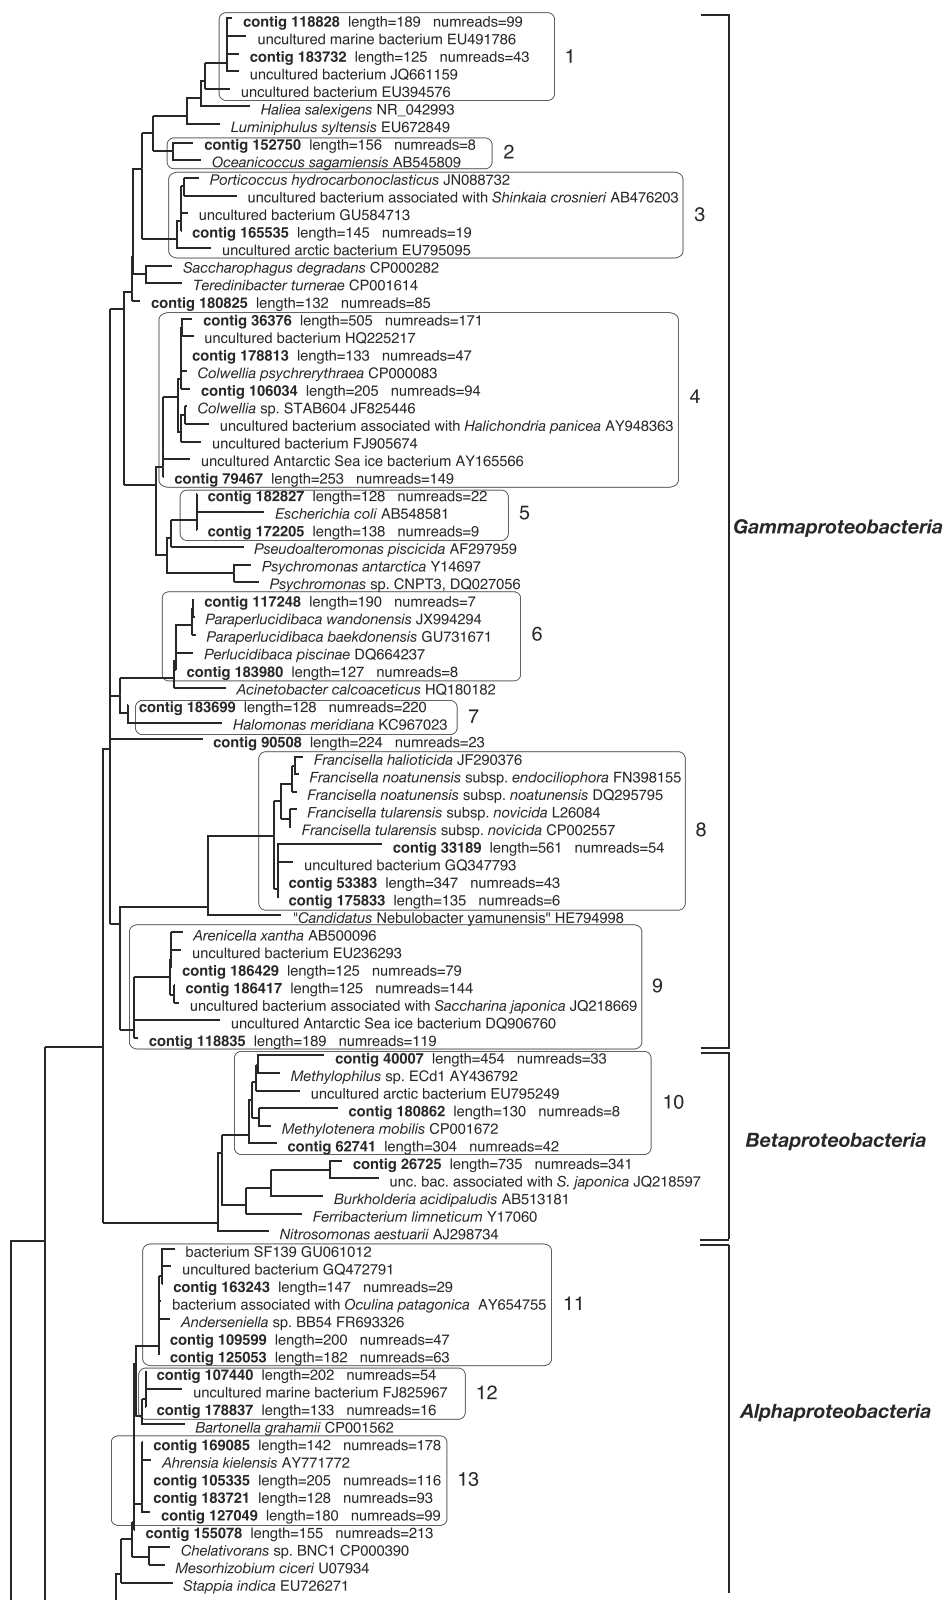 contig 118828 length=189 numreads=99
uncultured marine bacterium EU491786
contig 183732 length=125 numreads=43
1
uncultured bacterium JQ661159
uncultured bacterium EU394576
Haliea salexigens NR_042993
Luminiphulus syltensis EU672849
contig 152750 length=156 numreads=8
2
Oceanicoccus sagamiensis AB545809
Porticoccus hydrocarbonoclasticus JN088732
uncultured bacterium associated with Shinkaia crosnieri AB476203
3
uncultured bacterium GU584713
contig 165535 length=145 numreads=19
uncultured arctic bacterium EU795095
Saccharophagus degradans CP000282
Teredinibacter turnerae CP001614
contig 180825 length=132 numreads=85
contig 36376 length=505 numreads=171
uncultured bacterium HQ225217
contig 178813 length=133 numreads=47
Colwellia psychrerythraea CP000083
contig 106034 length=205 numreads=94
4
Colwellia sp. STAB604 JF825446
uncultured bacterium associated with Halichondria panicea AY948363
uncultured bacterium FJ905674
uncultured Antarctic Sea ice bacterium AY165566
contig 79467 length=253 numreads=149
contig 182827 length=128 numreads=22
Escherichia coli AB548581
5
contig 172205 length=138 numreads=9
Gammaproteobacteria
Pseudoalteromonas piscicida AF297959
Psychromonas antarctica Y14697
Psychromonas sp. CNPT3, DQ027056
contig 117248 length=190 numreads=7
Paraperlucidibaca wandonensis JX994294
Paraperlucidibaca baekdonensis GU731671
6
Perlucidibaca piscinae DQ664237
contig 183980 length=127 numreads=8
Acinetobacter calcoaceticus HQ180182
contig 183699 length=128 numreads=220
7
Halomonas meridiana KC967023
contig 90508 length=224 numreads=23
Francisella halioticida JF290376
Francisella noatunensis subsp. endociliophora FN398155
Francisella noatunensis subsp. noatunensis DQ295795
Francisella tularensis subsp. novicida L26084
Francisella tularensis subsp. novicida CP002557
8
contig 33189 length=561 numreads=54
uncultured bacterium GQ347793
contig 53383 length=347 numreads=43
contig 175833 length=135 numreads=6
"Candidatus Nebulobacter yamunensis" HE794998
Arenicella xantha AB500096
uncultured bacterium EU236293
contig 186429 length=125 numreads=79
9
contig 186417 length=125 numreads=144
uncultured bacterium associated with Saccharina japonica JQ218669
uncultured Antarctic Sea ice bacterium DQ906760
contig 118835 length=189 numreads=119
contig 40007 length=454 numreads=33
Methylophilus sp. ECd1 AY436792
uncultured arctic bacterium EU795249
10
contig 180862 length=130 numreads=8
Methylotenera mobilis CP001672
Betaproteobacteria
contig 62741 length=304 numreads=42
contig 26725 length=735 numreads=341
unc. bac. associated with S. japonica JQ218597
Burkholderia acidipaludis AB513181
Ferribacterium limneticum Y17060
Nitrosomonas aestuarii AJ298734
bacterium SF139 GU061012
uncultured bacterium GQ472791
contig 163243 length=147 numreads=29
bacterium associated with Oculina patagonica AY654755
11
Anderseniella sp. BB54 FR693326
contig 109599 length=200 numreads=47
contig 125053 length=182 numreads=63
contig 107440 length=202 numreads=54
uncultured marine bacterium FJ825967
12
contig 178837 length=133 numreads=16
Alphaproteobacteria
Bartonella grahamii CP001562
contig 169085 length=142 numreads=178
Ahrensia kielensis AY771772
contig 105335 length=205 numreads=116
13
contig 183721 length=128 numreads=93
contig 127049 length=180 numreads=99
contig 155078 length=155 numreads=213
Chelativorans sp. BNC1 CP000390
Mesorhizobium ciceri U07934
Stappia indica EU726271